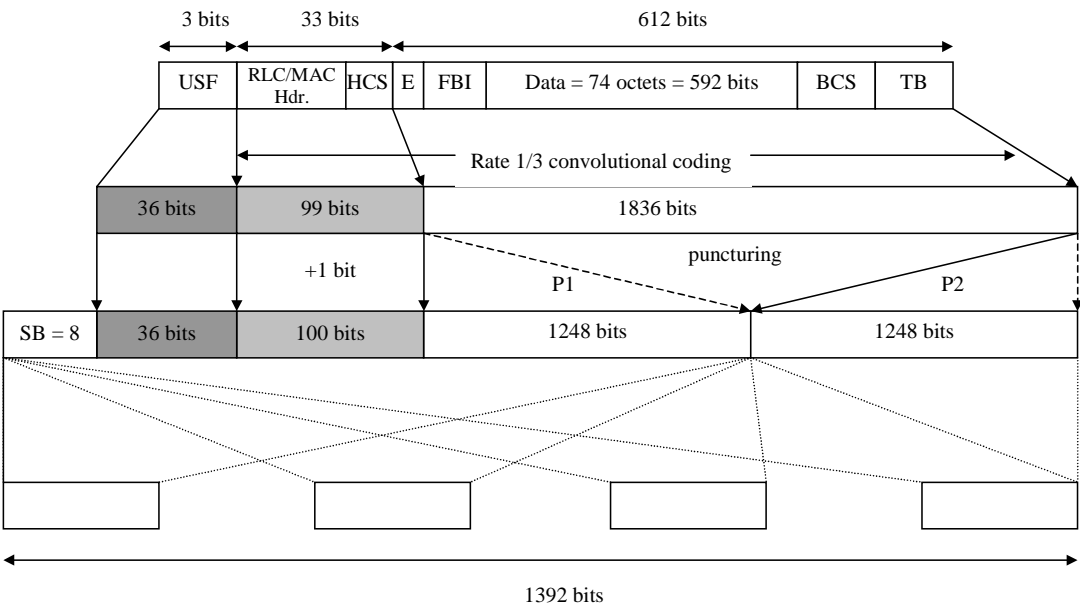 3 bits 33 bits 612 bits
USF RLC/MAC Hdr. HCS E FBI Data = 74 octets = 592 bits BCS TB
Rate 1/3 convolutional coding
36 bits 99 bits 1836 bits
puncturing
+1 bit P1 P2
SB = 8 36 bits 100 bits 1248 bits 1248 bits
1392 bits